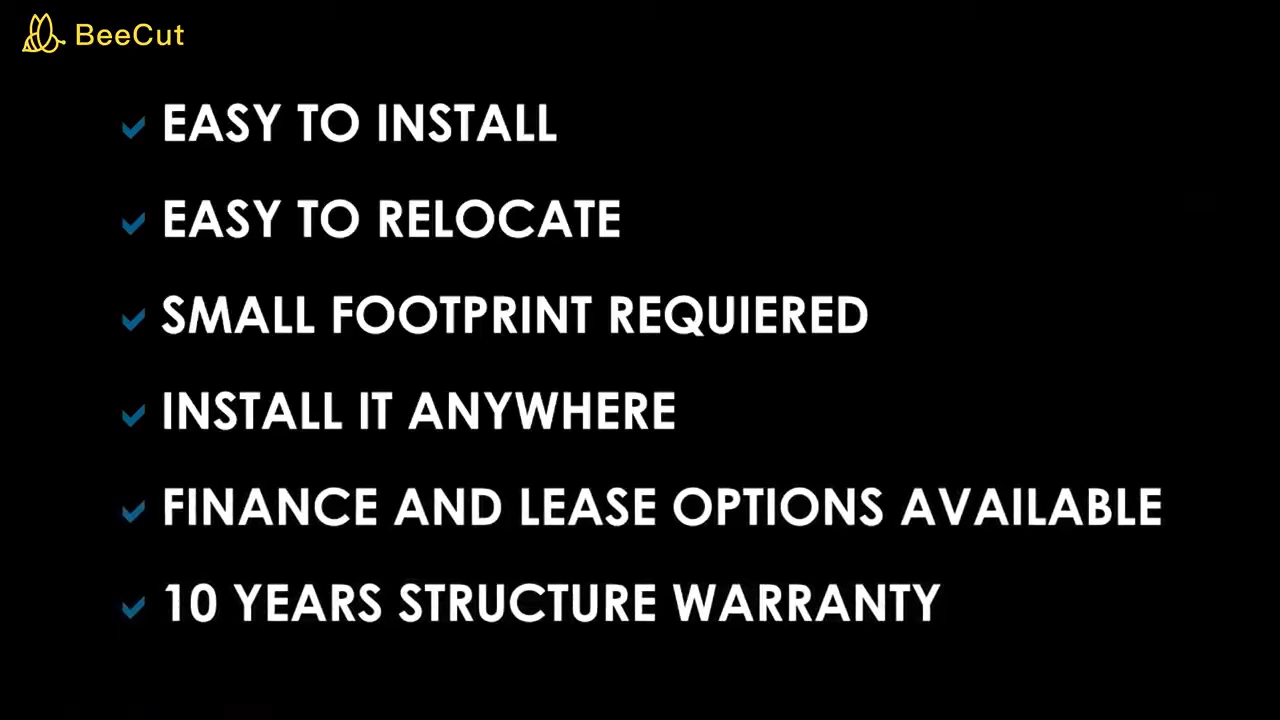 BeeCut
EASY TO INSTALL
EASY TO RELOCATE
SMALL FOOTPRINT REQUIERED
INSTALL IT ANYWHERE
FINANCE AND LEASE OPTIONS AVAILABLE
10 YEARS STRUCTURE WARRANTY